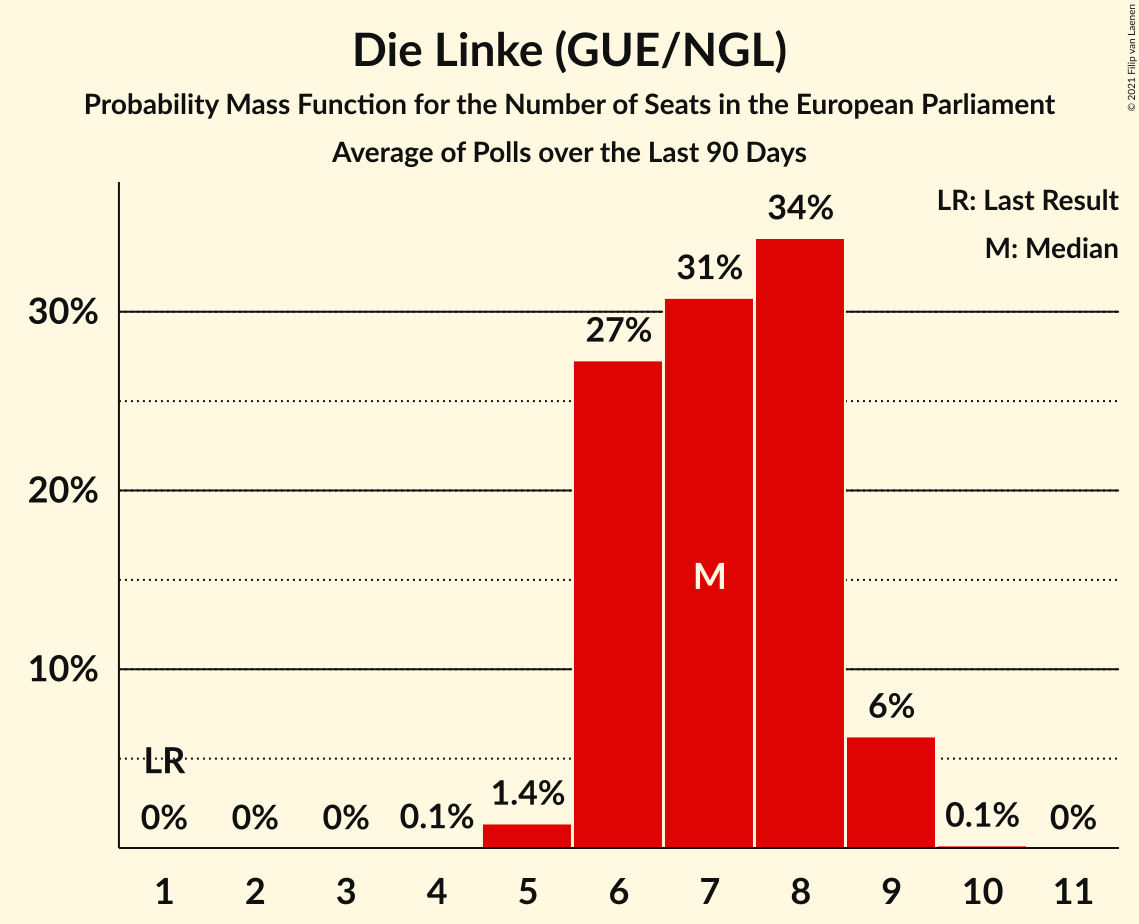 Die Linke (GUE/NGL)
Probability Mass Function for the Number of Seats in the European Parliament
Average of Polls over the Last 90 Days
© 2021 Filip van Laenen
LR: Last Result
M: Median
34%
31%
30%
27%
20%
M
10%
6%
LR
1.4%
0%
0%
0%
0.1%
0.1%
0%
1 2 3 4 5 6 7 8 9 10 11